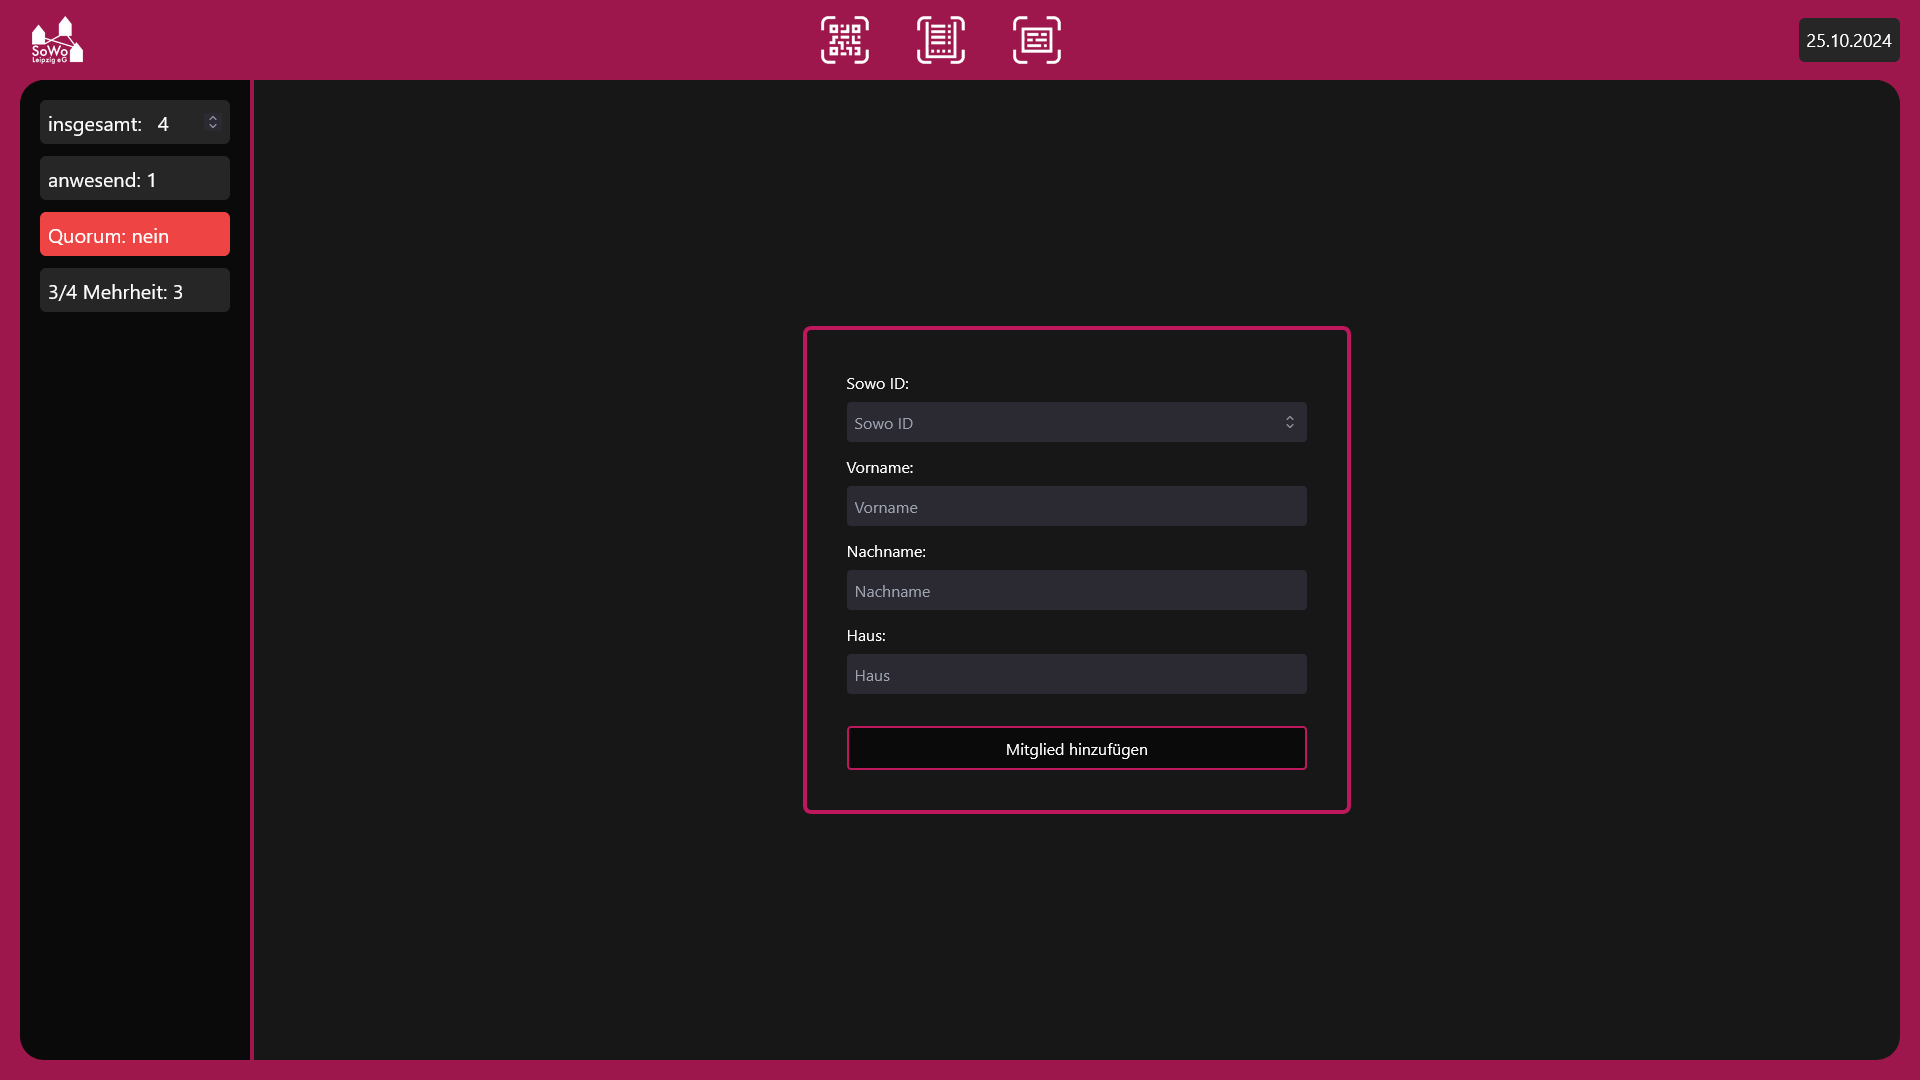 SoWo
Leipzig eG
25.10.2024
insgesamt: 4
anwesend: 1
Quorum: nein
3/4 Mehrheit: 3
Sowo ID:
Sowo ID
Vorname:
Vorname
Nachname:
Nachname
Haus:
Haus
Mitglied hinzufügen